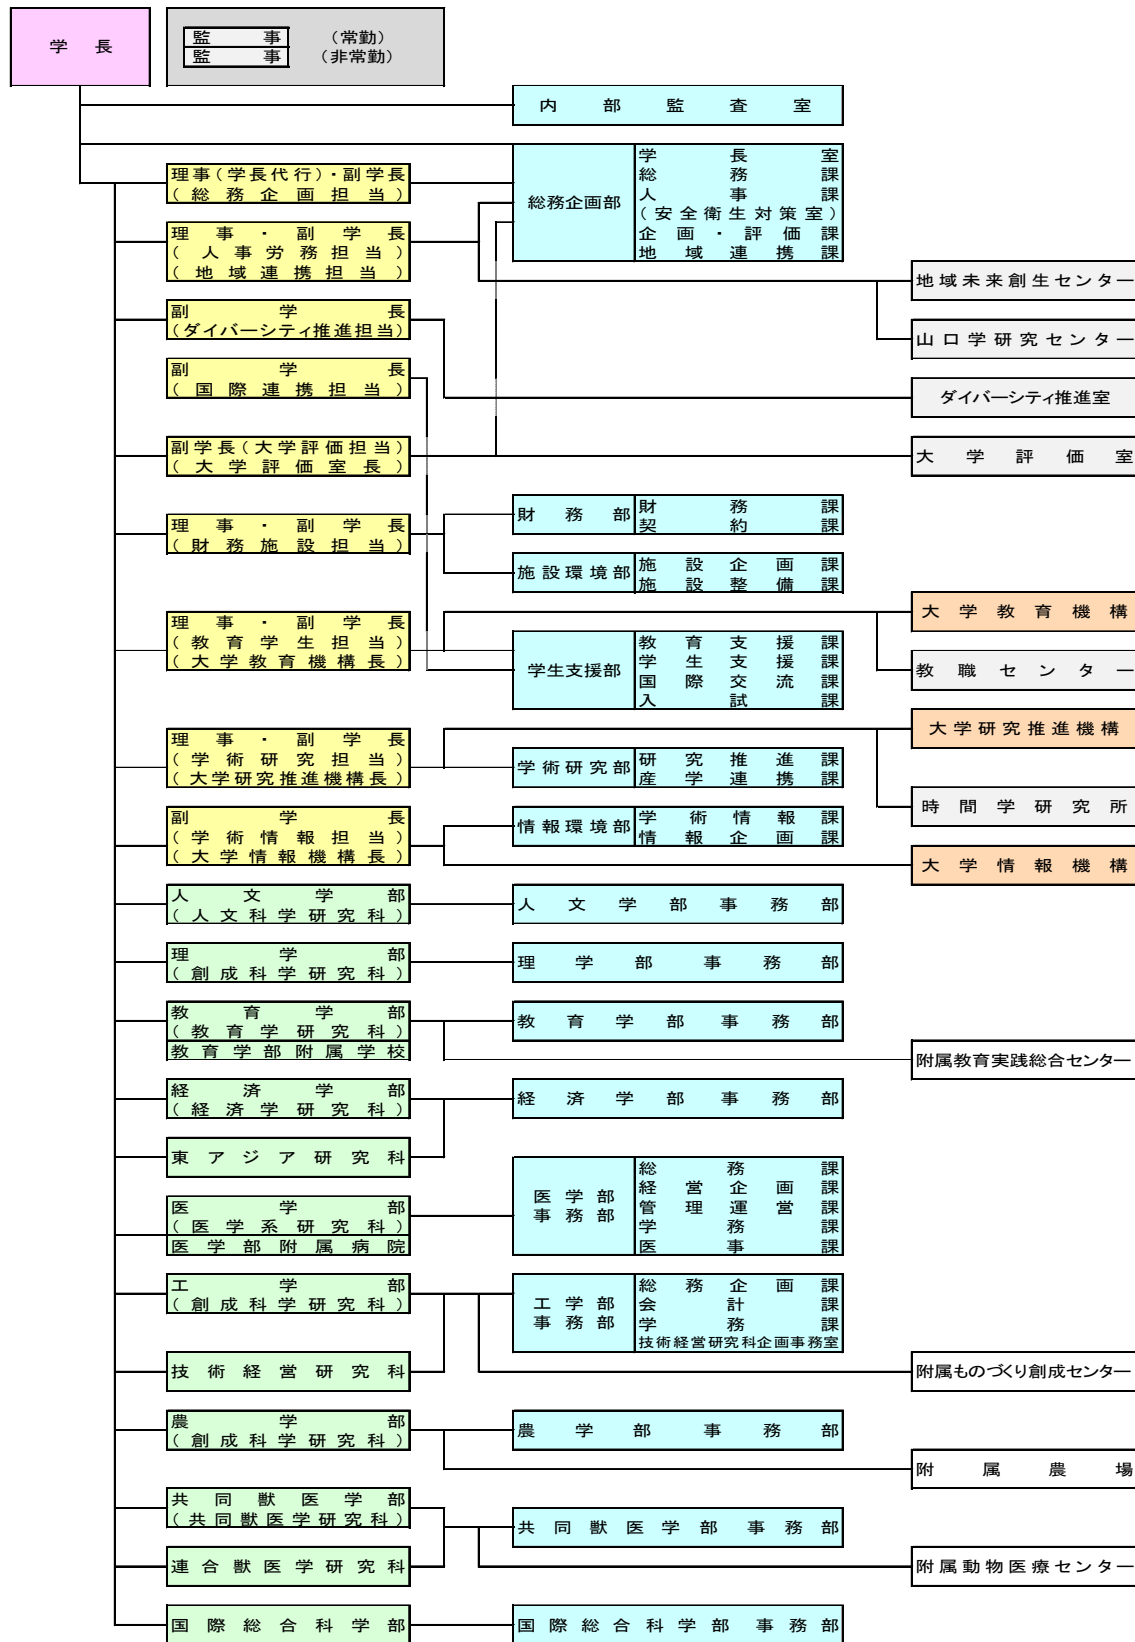 学長
監事 （常勤）
監事 （非常勤）
内部監査室
総務企画部
学長室
総務課
人事課
（安全衛生対策室）
企画・評価課
地域連携課
理事（学長代行）・副学長
（総務企画担当）
理事・副学長
（人事労務担当）
（地域連携担当）
地域未来創生センター
副学長
（ダイバーシティ推進担当）
山口学研究センター
副学長
（国際連携担当）
ダイバーシティ推進室
副学長（大学評価担当）
（大学評価室長）
大学評価室
理事・副学長
（財務施設担当）
財務部
財務課
契約課
施設環境部
施設企画課
施設整備課
理事・副学長
（教育学生担当）
（大学教育機構長）
学生支援部
教育支援課
学生支援課
国際交流課
入試課
大学教育機構
教職センター
理事・副学長
（学術研究担当）
（大学研究推進機構長）
学術研究部
研究推進課
産学連携課
大学研究推進機構
時間学研究所
副学長
（学術情報担当）
（大学情報機構長）
情報環境部
学術情報課
情報企画課
大学情報機構
人文学部
（人文科学研究科）
人文学部事務部
理学部
（創成科学研究科）
理学部事務部
教育学部
（教育学研究科）
教育学部附属学校
教育学部事務部
附属教育実践総合センター
経済学部
（経済学研究科）
経済学部事務部
東アジア研究科
医学部
（医学系研究科）
医学部附属病院
医学部
事務部
総務課
経営企画課
管理運営課
学務課
医事課
工学部
（創成科学研究科）
工学部
事務部
総務企画課
会計課
学務課
技術経営研究科企画事務室
技術経営研究科
附属ものづくり創成センター
農学部
（創成科学研究科）
農学部事務部
附属農場
共同獣医学部
（共同獣医学研究科）
共同獣医学部事務部
連合獣医学研究科
附属動物医療センター
国際総合科学部
国際総合科学部事務部